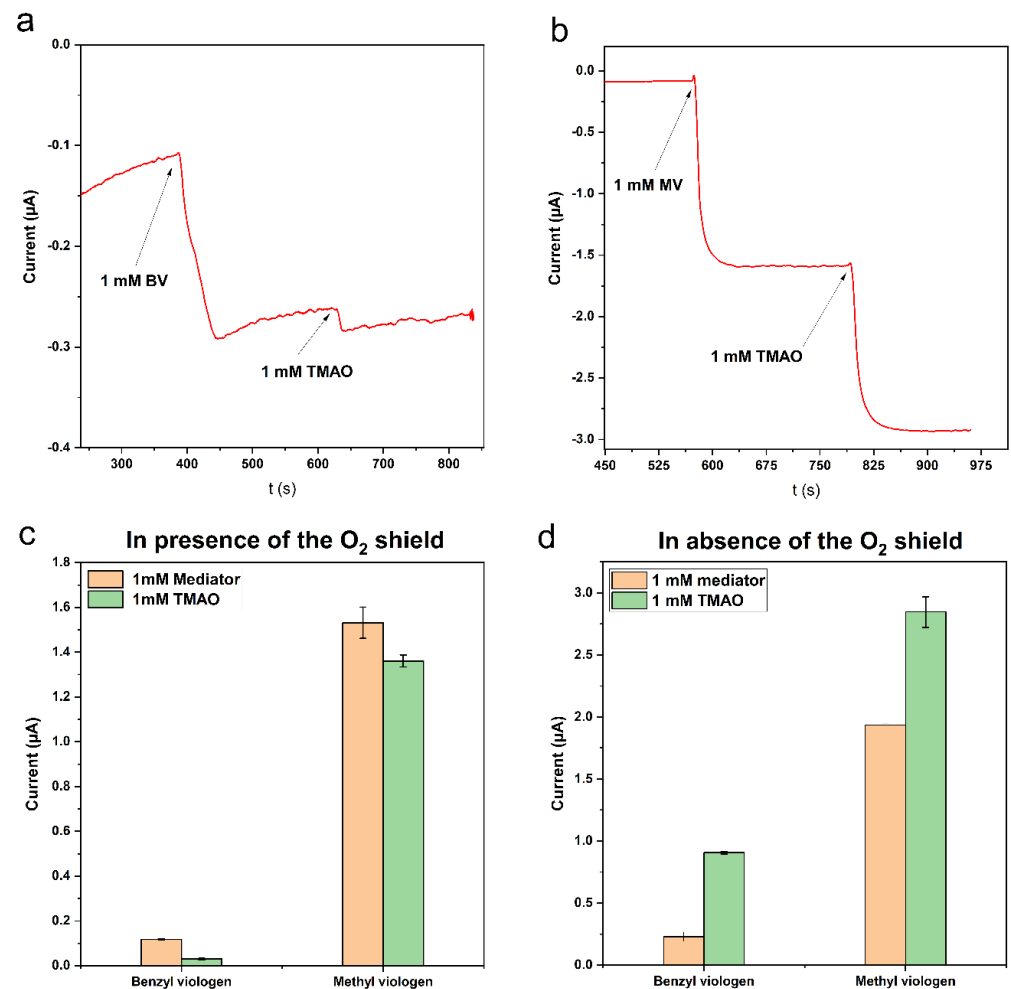 a
0.0
-0.1
-0.2
-0.3
-0.4
Current (µA)
1 mM BV
1 mM TMAO
300
400
500
600
700
800
t (s)
b
0.0
-0.5
-1.0
-1.5
-2.0
-2.5
-3.0
Current (µA)
1 mM MV
1 mM TMAO
450
525
600
675
750
825
900
975
t (s)
c
In presence of the O₂ shield
1mM Mediator
1mM TMAO
1.8
1.6
1.4
1.2
1.0
0.8
0.6
0.4
0.2
0.0
Current (µA)
Benzyl viologen
Methyl viologen
d
In absence of the O₂ shield
1 mM mediator
1 mM TMAO
3.0
2.5
2.0
1.5
1.0
0.5
0.0
Current (µA)
Benzyl viologen
Methyl viologen